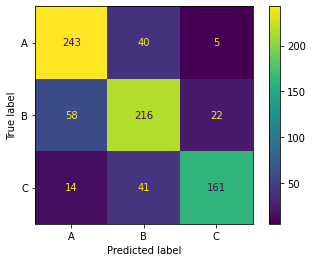 A 243 40 5
B 58 216 22
C 14 41 161
A B C
True label
Predicted label
200
150
100
50